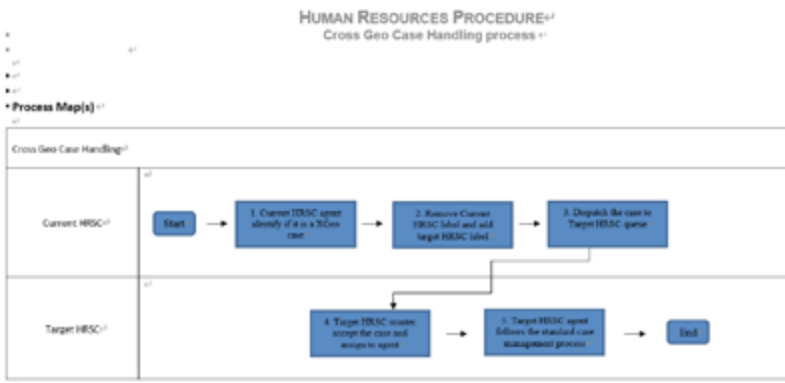 HUMAN RESOURCES PROCEDURE
Cross Geo Case Handling process
Process Map(s)
Cross Geo Case Handling
Current HRSC
Start
1. Current HRSC agent
identify if it is a XGeo
case
2. Remove Current
HRSC label and add
target HRSC label
3. Dispatch the case to
Target HRSC queue
Target HRSC
4. Target HRSC router
accept the case and
assign to agent
5. Target HRSC agent
follows the standard case
management process
End